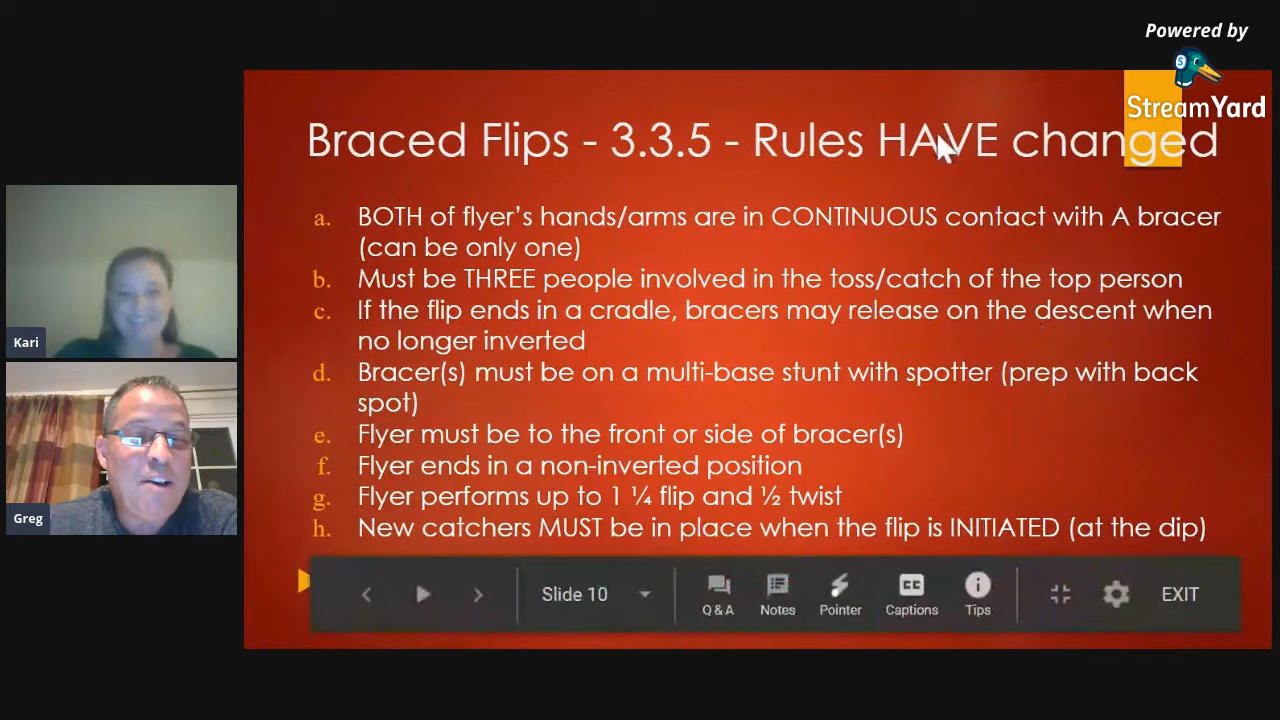 Powered by
StreamYard
Braced Flips - 3.3.5 - Rules HAVE changed
a. BOTH of flyer's hands/arms are in CONTINUOUS contact with A bracer
(can be only one)
b. Must be THREE people involved in the toss/catch of the top person
c. If the flip ends in a cradle, bracers may release on the descent when
no longer inverted
d. Bracer(s) must be on a multi-base stunt with spotter (prep with back
spot)
e. Flyer must be to the front or side of bracer(s)
f. Flyer ends in a non-inverted position
g. Flyer performs up to 1 ¼ flip and ½ twist
h. New catchers MUST be in place when the flip is INITIATED (at the dip)
Kari
Greg
Slide 10
Q & A
Notes
Pointer
CC
Captions
Tips
EXIT